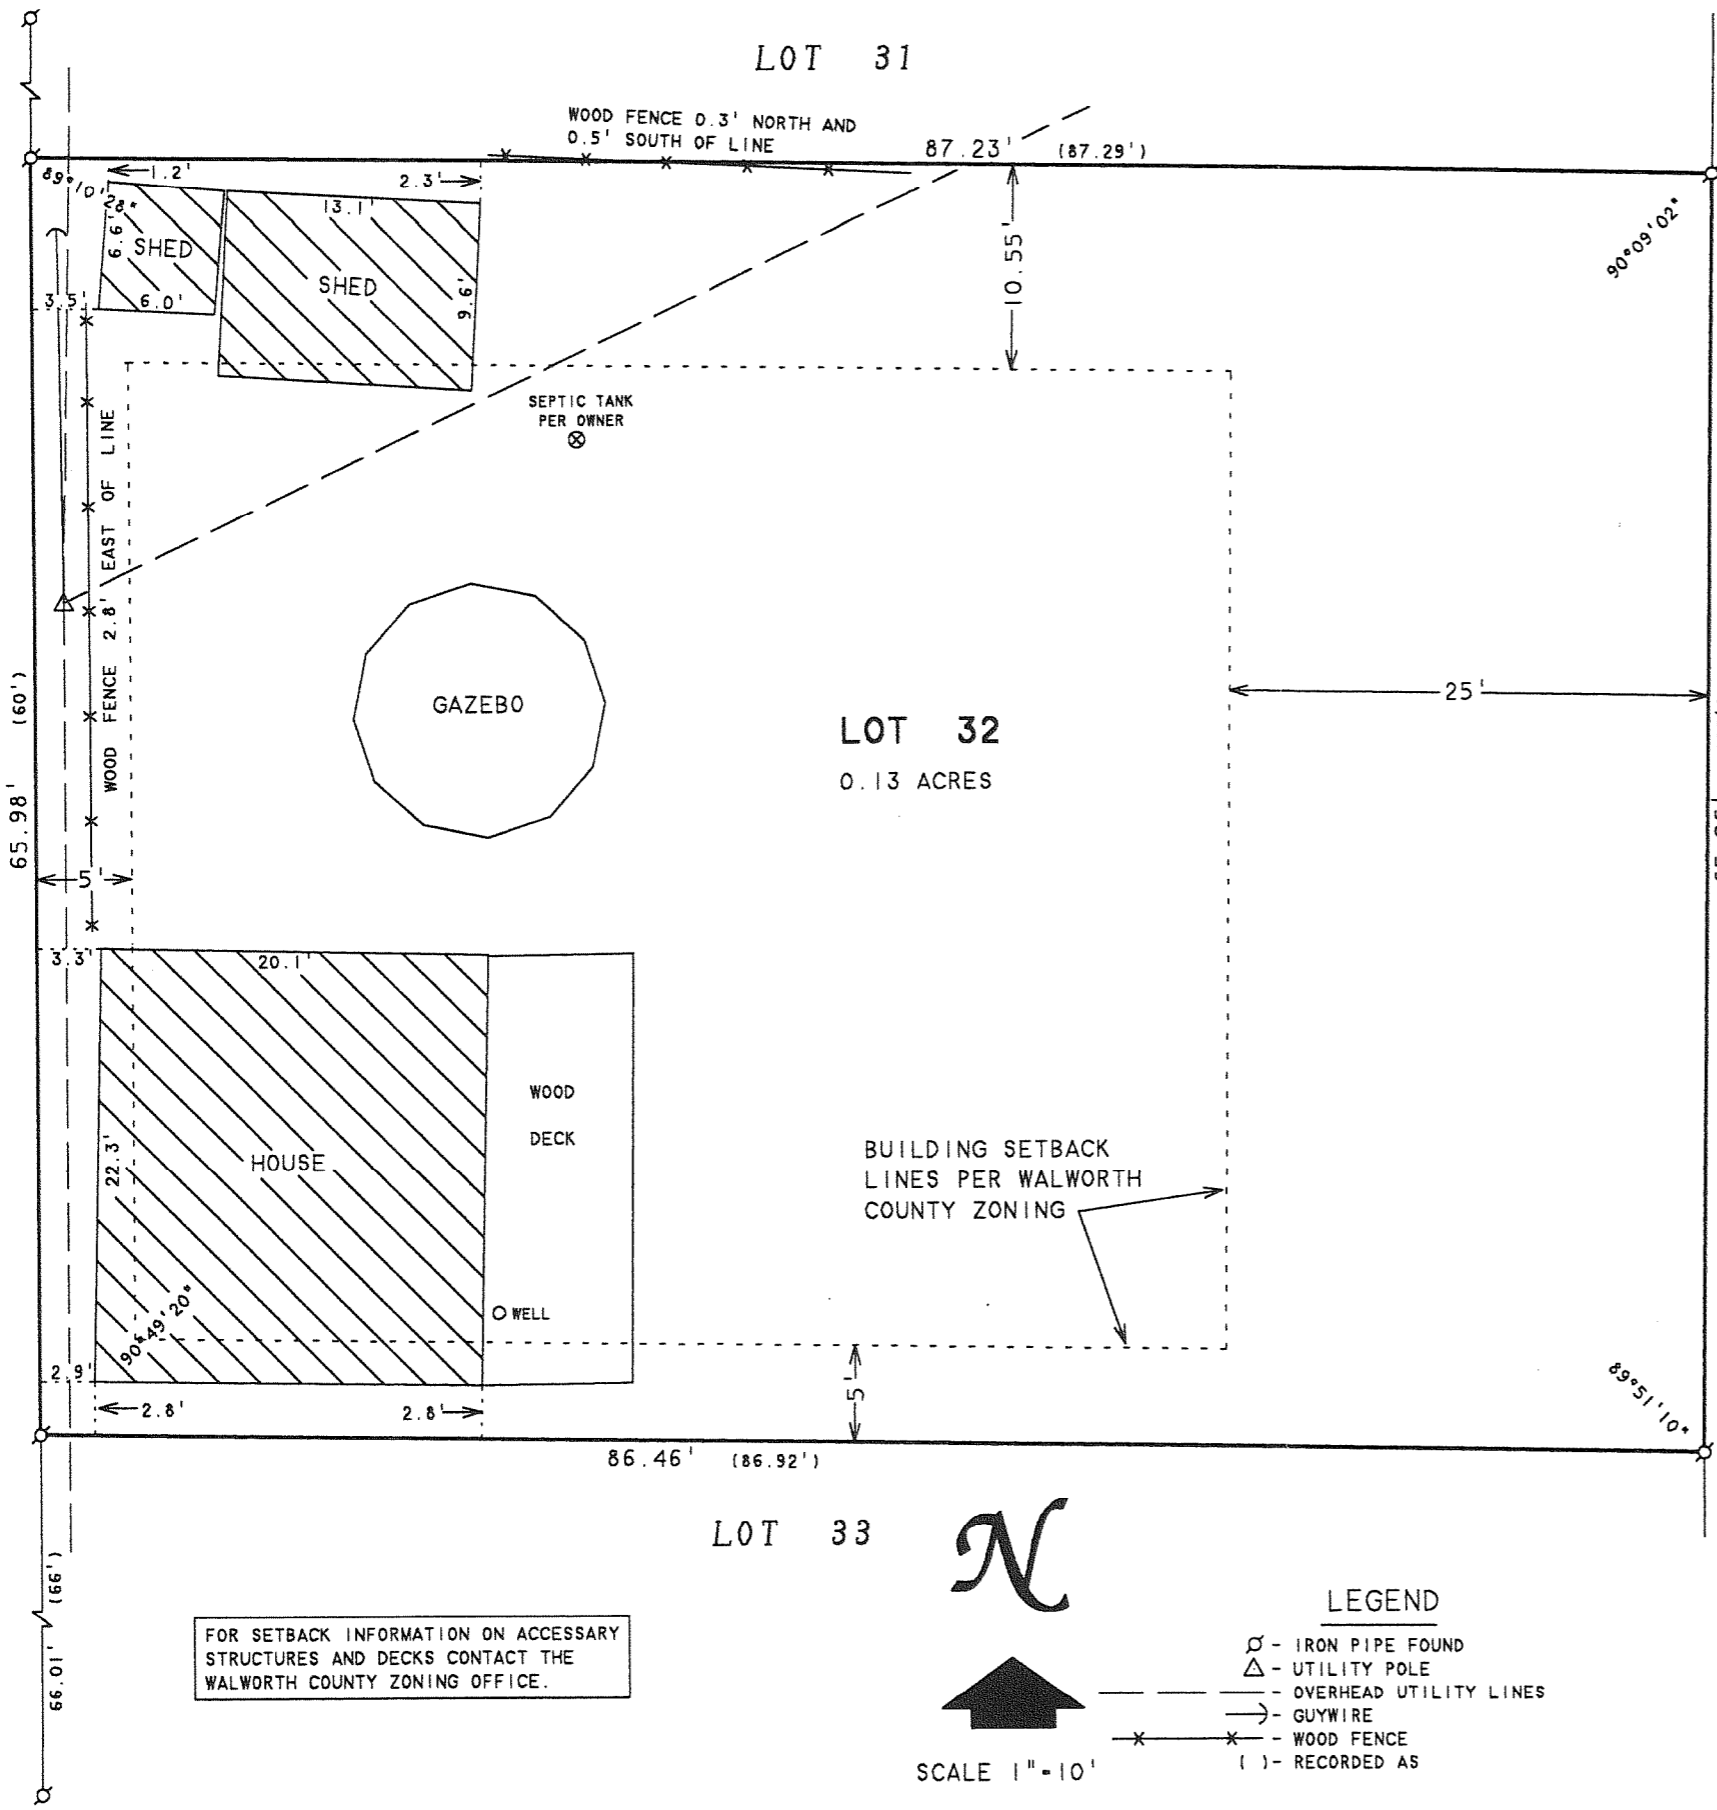 LOT 31
WOOD FENCE 0.3' NORTH AND
0.5' SOUTH OF LINE
87.23' (87.29')
89°10'28"
1.2'
2.3'
13.1'
6.6'
SHED
SHED
9.6'
3.5'
6.0'
10.55'
90°09'02"
SEPTIC TANK
PER OWNER
WOOD FENCE 2.8' EAST OF LINE
GAZEBO
LOT 32
0.13 ACRES
25'
65.98' (60')
5'
3.3'
20.1'
WOOD
DECK
22.3'
HOUSE
BUILDING SETBACK
LINES PER WALWORTH
COUNTY ZONING
WELL
90°49'20"
2.9'
2.8'
2.8'
5'
89°51'10"
86.46' (86.92')
LOT 33
N
66.01' (66')
FOR SETBACK INFORMATION ON ACCESSARY
STRUCTURES AND DECKS CONTACT THE
WALWORTH COUNTY ZONING OFFICE.
SCALE 1"=10'
LEGEND
- IRON PIPE FOUND
- UTILITY POLE
- OVERHEAD UTILITY LINES
- GUYWIRE
- WOOD FENCE
( )- RECORDED AS